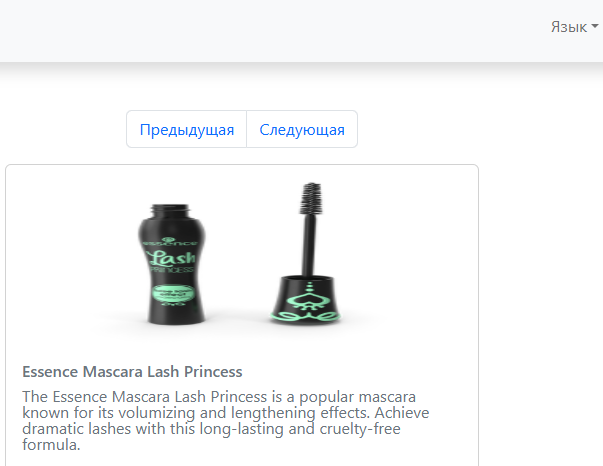 Язык
Предыдущая Следующая
essence
Lash
PRINCESS
Essence Mascara Lash Princess
The Essence Mascara Lash Princess is a popular mascara
known for its volumizing and lengthening effects. Achieve
dramatic lashes with this long-lasting and cruelty-free
formula.